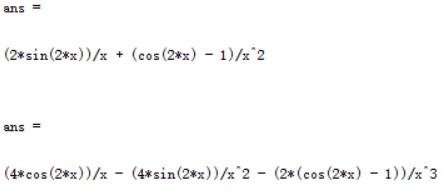 ans =
(2*sin(2*x))/x + (cos(2*x) - 1)/x^2
ans =
(4*cos(2*x))/x - (4*sin(2*x))/x^2 - (2*(cos(2*x) - 1))/x^3